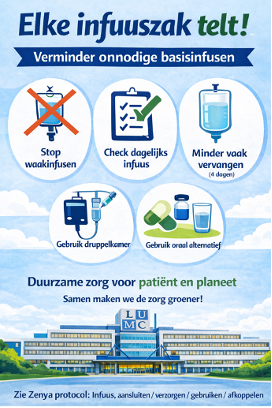 Elke infuuszak telt!
Verminder onnodige basisinfusen
Stop
waakinfusen
Check dagelijks
infuus
Minder vaak
vervangen
(4 dagen)
Gebruik druppelkamer
Gebruik oraal alternatief
Duurzame zorg voor patiënt en planeet
Samen maken we de zorg groener!
L U
M C
Zie Zenya protocol: Infuus, aansluiten / verzorgen / gebruiken / afkoppelen